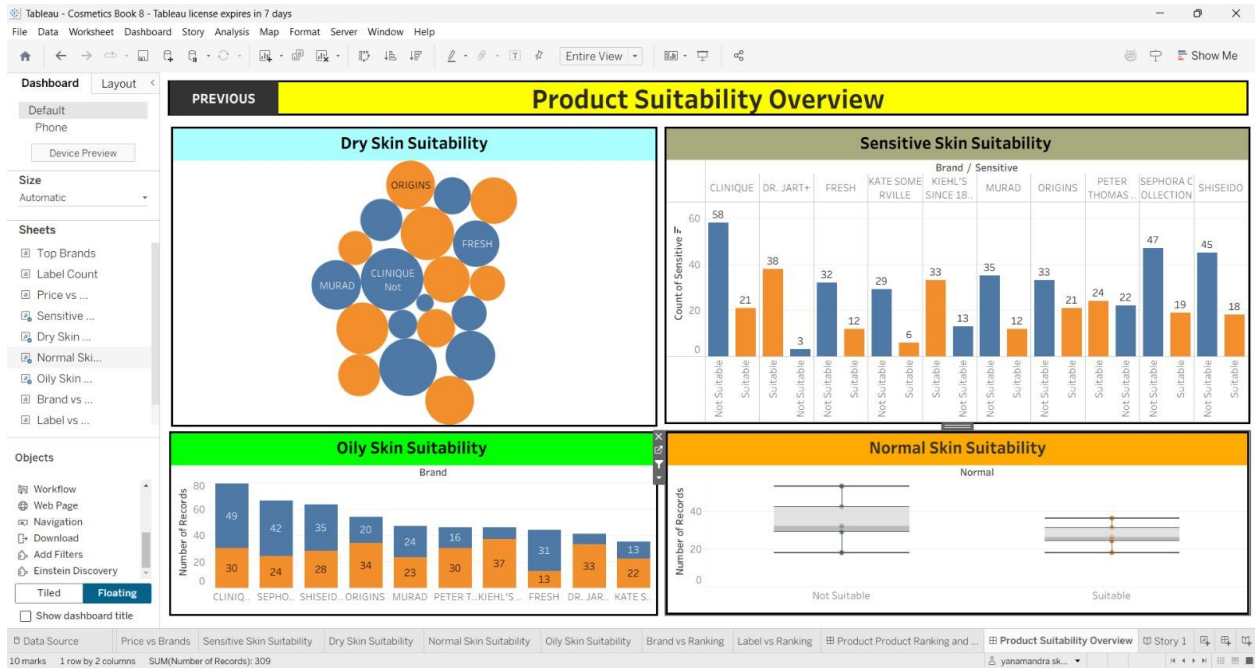 Tableau - Cosmetics Book 8 - Tableau license expires in 7 days
File Data Worksheet Dashboard Story Analysis Map Format Server Window Help
Entire View
Show Me
Dashboard Layout
Default
Phone
Device Preview
Size
Automatic
Sheets
Top Brands
Label Count
Price vs ...
Sensitive ...
Dry Skin ...
Normal Ski...
Oily Skin ...
Brand vs ...
Label vs ...
Objects
Workflow
Web Page
Navigation
Download
Add Filters
Einstein Discovery
Tiled Floating
Show dashboard title
PREVIOUS
Product Suitability Overview
Dry Skin Suitability
ORIGINS
FRESH
MURAD
CLINIQUE
Not
Sensitive Skin Suitability
Brand / Sensitive
CLINIQUE DR. JART+ FRESH KATE SOME RVILLE KIEHL'S SINCE 18.. MURAD ORIGINS PETER THOMAS .. SEPHORA C OLLECTION SHISEIDO
Count of Sensitive
60
40
20
0
58 21 38 3 32 12 29 6 33 13 35 12 33 21 24 22 47 19 45 18
Not Suitable Suitable Suitable Not Suitable Not Suitable Suitable Not Suitable Suitable Suitable Not Suitable Not Suitable Suitable Not Suitable Suitable Suitable Not Suitable Not Suitable Suitable Not Suitable Suitable
Oily Skin Suitability
Brand
Number of Records
80
60
40
20
0
49 42 35 20 24 16 31 13
30 24 28 34 23 30 37 13 33 22
CLINIQ.. SEPHO.. SHISEID.. ORIGINS MURAD PETER T.. KIEHL'S .. FRESH DR. JAR.. KATE S..
Normal Skin Suitability
Normal
Number of Records
40
20
0
Not Suitable Suitable
Data Source Price vs Brands Sensitive Skin Suitability Dry Skin Suitability Normal Skin Suitability Oily Skin Suitability Brand vs Ranking Label vs Ranking Product Product Ranking and ... Product Suitability Overview Story 1
10 marks 1 row by 2 columns SUM(Number of Records): 309
yanamandra sk...